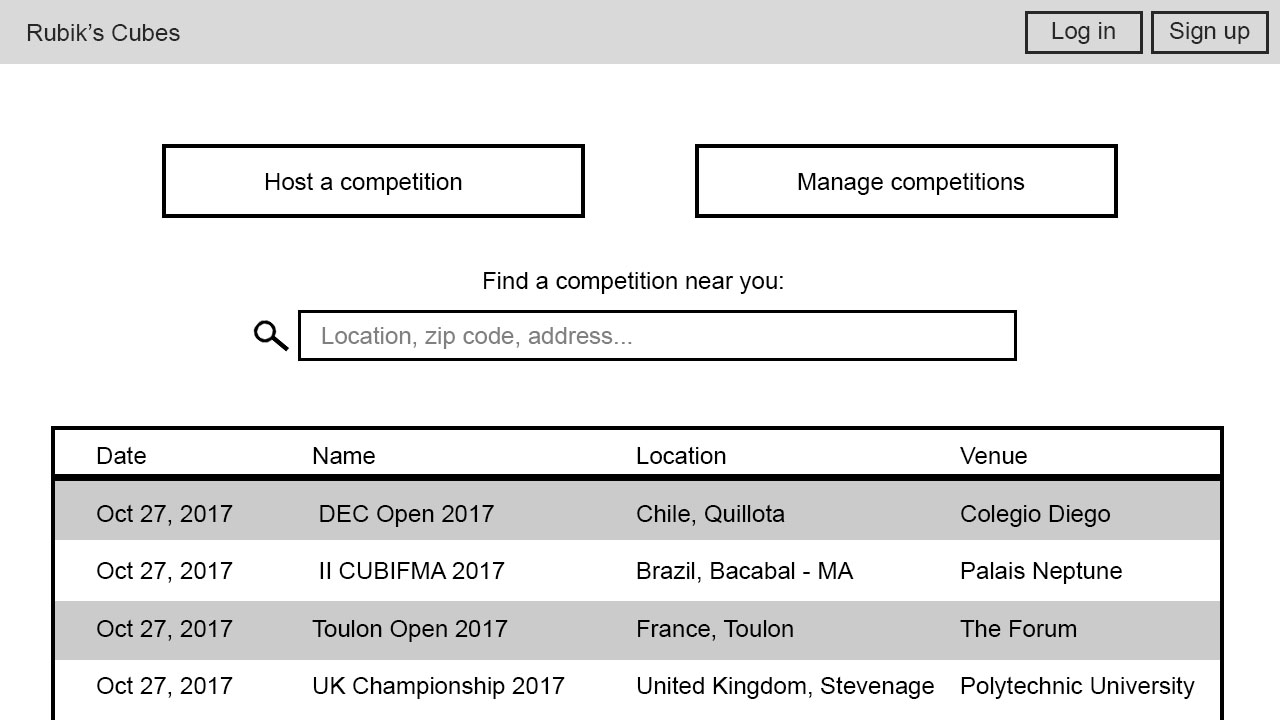 Rubik’s Cubes Log in Sign up
Host a competition Manage competitions
Find a competition near you:
Location, zip code, address...
Date Name Location Venue
Oct 27, 2017 DEC Open 2017 Chile, Quillota Colegio Diego
Oct 27, 2017 II CUBIFMA 2017 Brazil, Bacabal - MA Palais Neptune
Oct 27, 2017 Toulon Open 2017 France, Toulon The Forum
Oct 27, 2017 UK Championship 2017 United Kingdom, Stevenage Polytechnic University